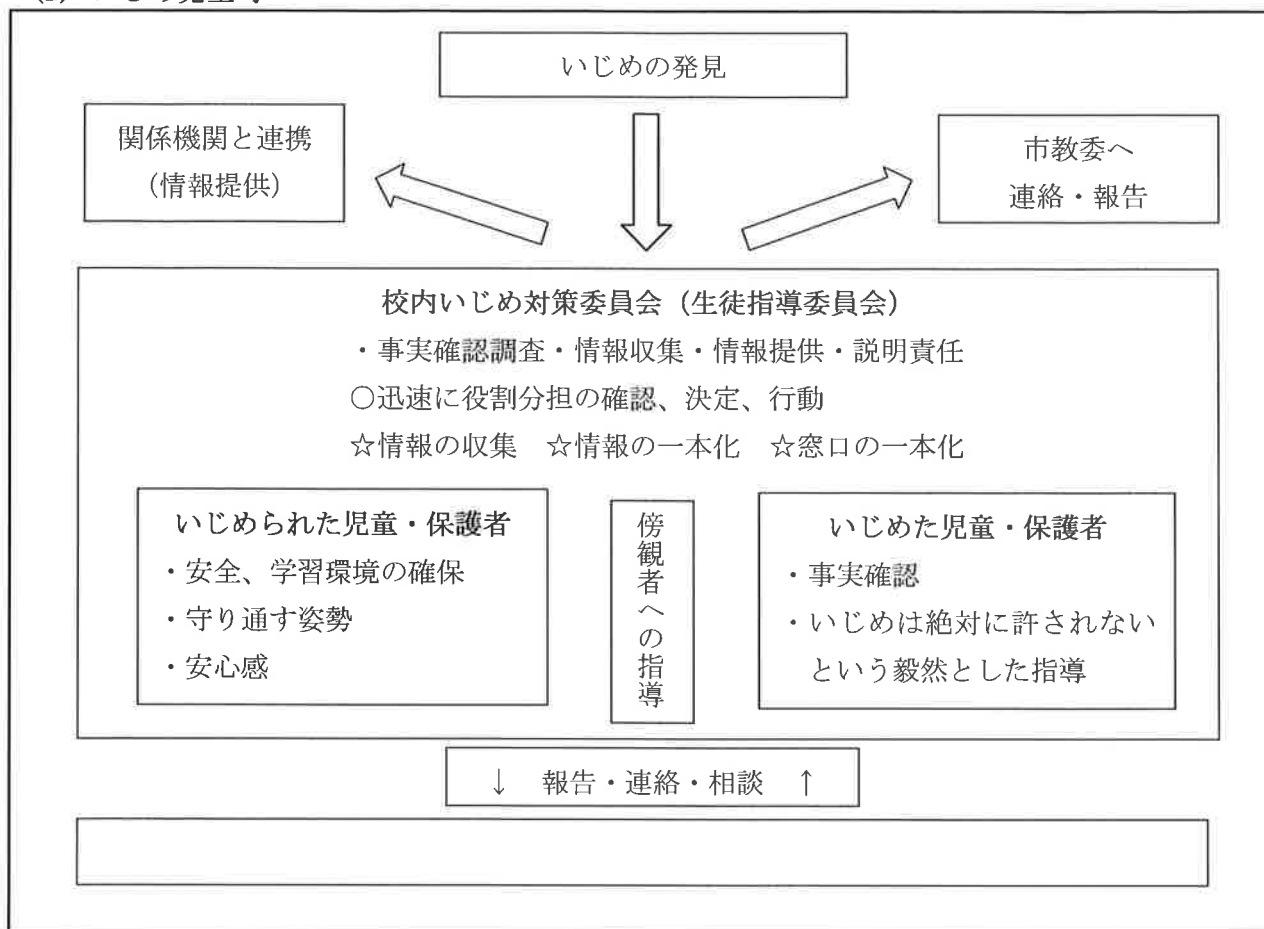 いじめの発見
関係機関と連携
（情報提供）
市教委へ
連絡・報告
校内いじめ対策委員会（生徒指導委員会）
・事実確認調査・情報収集・情報提供・説明責任
○迅速に役割分担の確認、決定、行動
☆情報の収集　☆情報の一本化　☆窓口の一本化
いじめられた児童・保護者
・安全、学習環境の確保
・守り通す姿勢
・安心感
傍観者への指導
いじめた児童・保護者
・事実確認
・いじめは絶対に許されない
という毅然とした指導
↓　報告・連絡・相談　↑